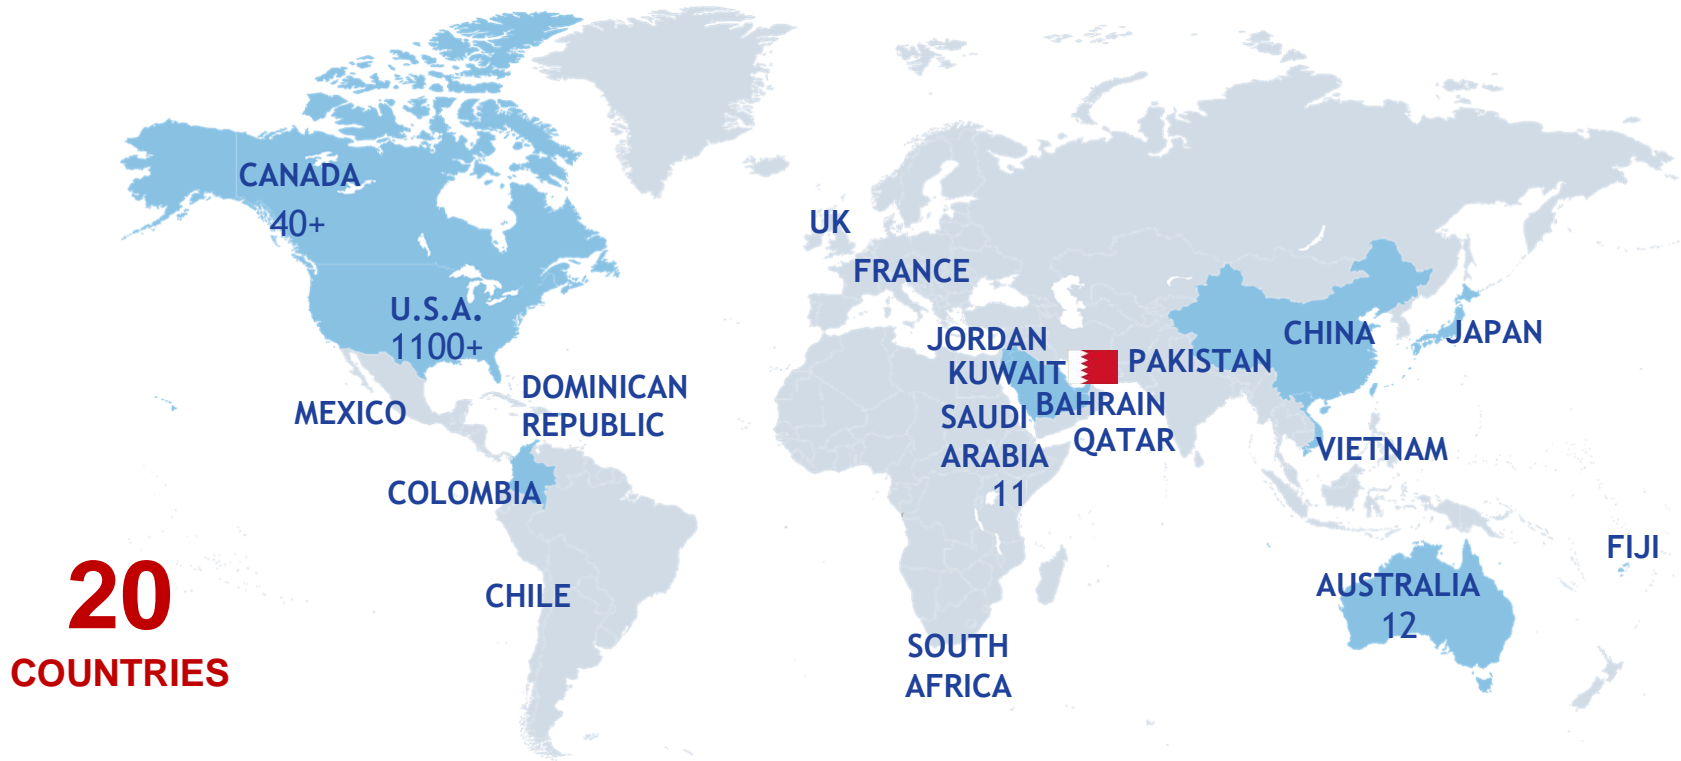 CANADA
40+
U.S.A.
1100+
MEXICO
DOMINICAN
REPUBLIC
COLOMBIA
CHILE
20
COUNTRIES
UK
FRANCE
JORDAN
KUWAIT
PAKISTAN
SAUDI
ARABIA
11
BAHRAIN
QATAR
SOUTH
AFRICA
CHINA
JAPAN
VIETNAM
FIJI
AUSTRALIA
12